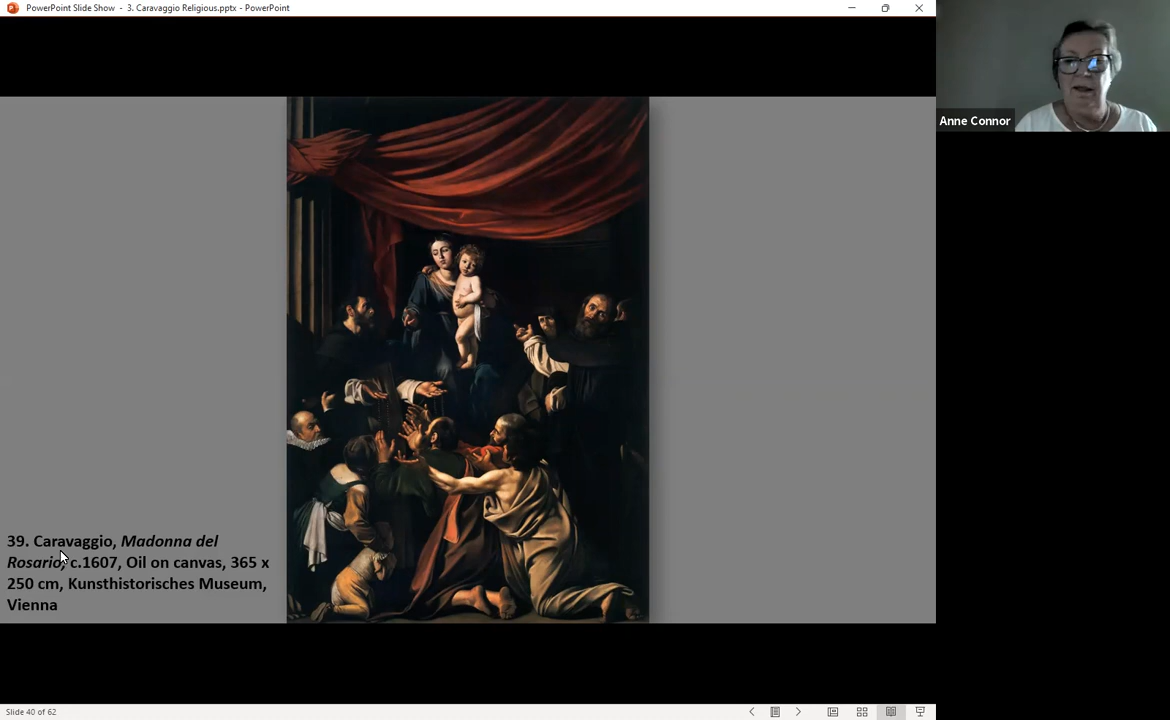 PowerPoint Slide Show - 3. Caravaggio Religious.pptx - PowerPoint
Anne Connor
39. Caravaggio, Madonna del
Rosario, c.1607, Oil on canvas, 365 x
250 cm, Kunsthistorisches Museum,
Vienna
Slide 40 of 62